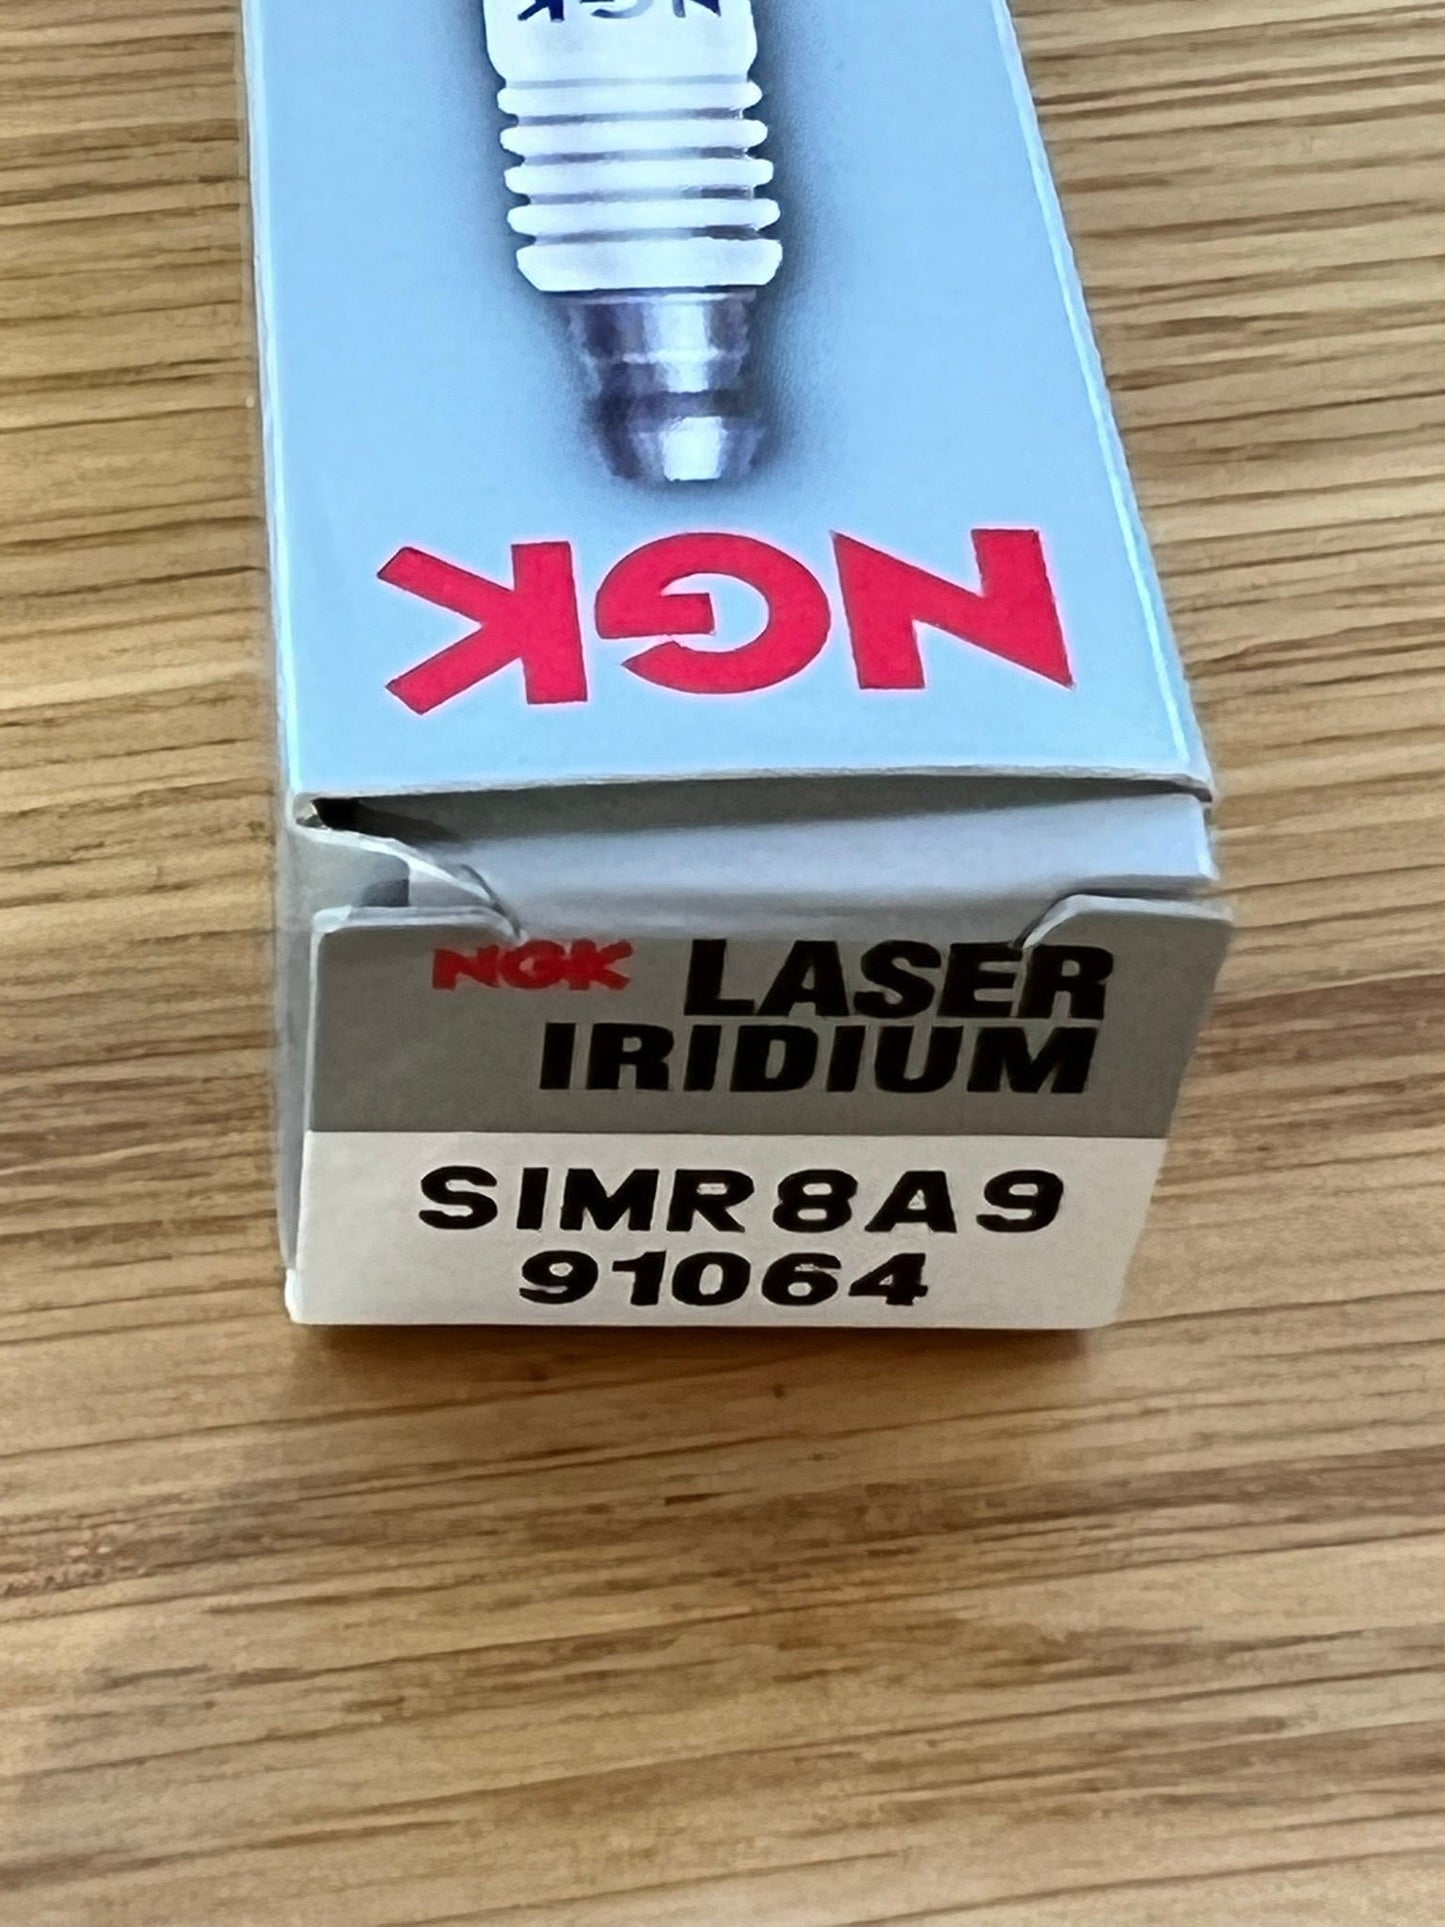 NGK
NGK
NGK LASER
IRIDIUM
SIMR8A9
91064